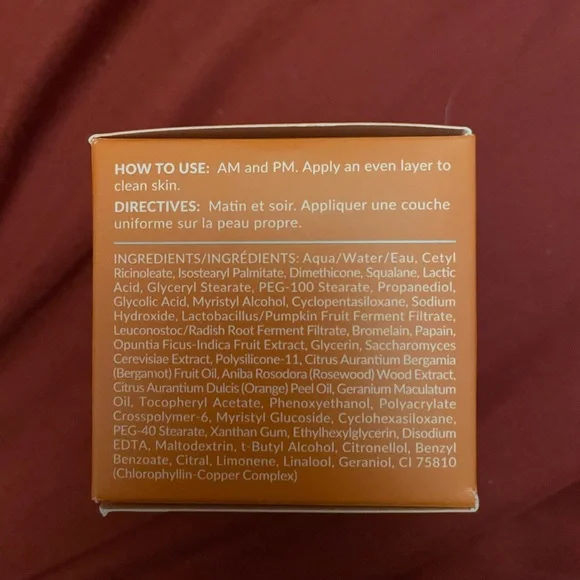 HOW TO USE: AM and PM. Apply an even layer to
clean skin.
DIRECTIVES: Matin et soir. Appliquer une couche
uniforme sur la peau propre.
INGREDIENTS/INGRÉDIENTS: Aqua/Water/Eau, Cetyl
Ricinoleate, Isostearyl Palmitate, Dimethicone, Squalane, Lactic
Acid, Glyceryl Stearate, PEG-100 Stearate, Propanediol,
Glycolic Acid, Myristyl Alcohol, Cyclopentasiloxane, Sodium
Hydroxide, Lactobacillus/Pumpkin Fruit Ferment Filtrate,
Leuconostoc/Radish Root Ferment Filtrate, Bromelain, Papain,
Opuntia Ficus-Indica Fruit Extract, Glycerin, Saccharomyces
Cerevisiae Extract, Polysilicone-11, Citrus Aurantium Bergamia
(Bergamot) Fruit Oil, Aniba Rosodora (Rosewood) Wood Extract,
Citrus Aurantium Dulcis (Orange) Peel Oil, Geranium Maculatum
Oil, Tocopheryl Acetate, Phenoxyethanol, Polyacrylate
Crosspolymer-6, Myristyl Glucoside, Cyclohexasiloxane,
PEG-40 Stearate, Xanthan Gum, Ethylhexylglycerin, Disodium
EDTA, Maltodextrin, t-Butyl Alcohol, Citronellol, Benzyl
Benzoate, Citral, Limonene, Linalool, Geraniol, CI 75810
(Chlorophyllin-Copper Complex)